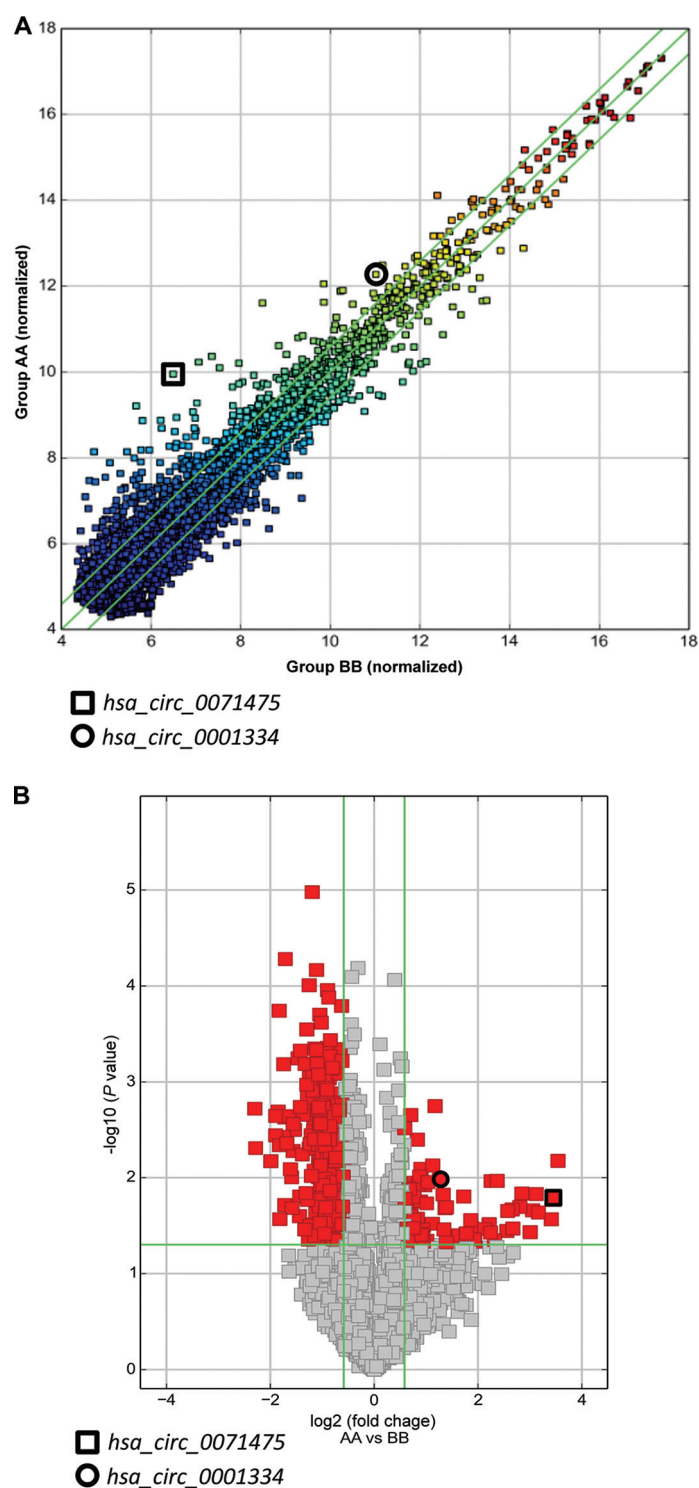 A
18
16
14
12
10
8
6
4
Group AA (normalized)
4 6 8 10 12 14 16 18
Group BB (normalized)
hsa_circ_0071475
hsa_circ_0001334
B
5
4
3
2
1
0
-log10 (P value)
−4 −2 0 2 4
log2 (fold chage)
AA vs BB
hsa_circ_0071475
hsa_circ_0001334